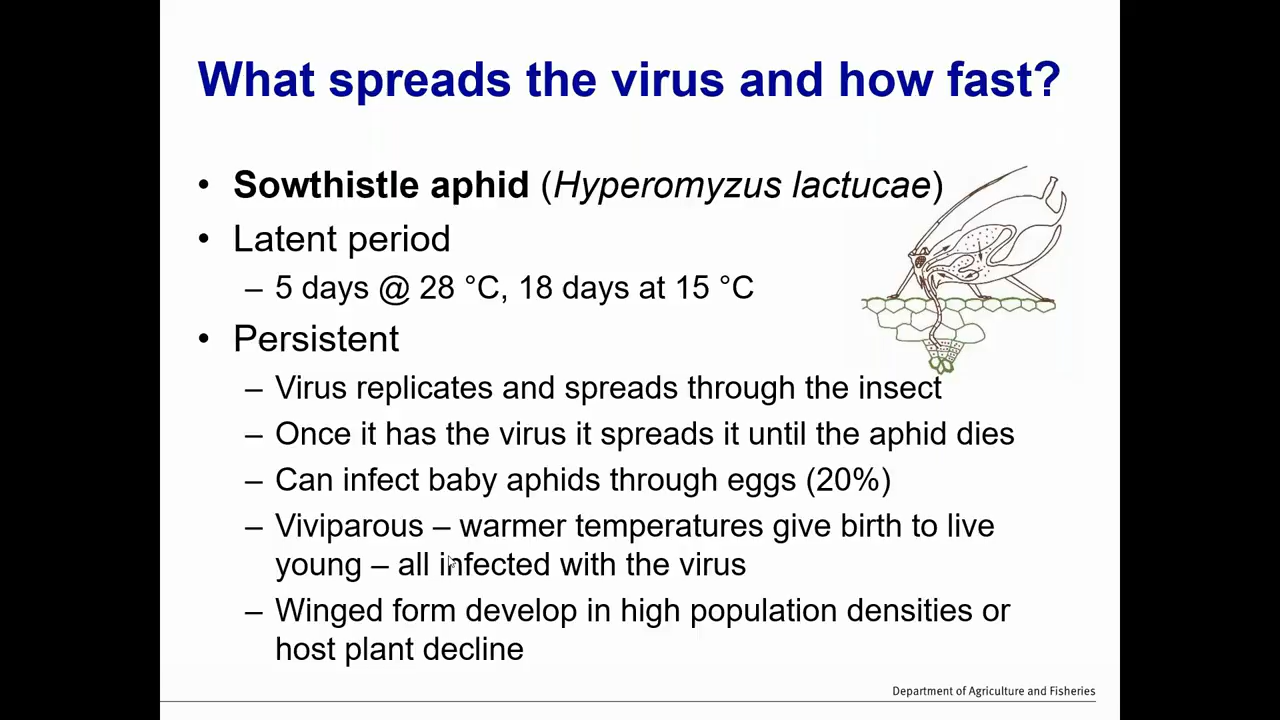 What spreads the virus and how fast?
• Sowthistle aphid (Hyperomyzus lactucae)
• Latent period
– 5 days @ 28 °C, 18 days at 15 °C
• Persistent
– Virus replicates and spreads through the insect
– Once it has the virus it spreads it until the aphid dies
– Can infect baby aphids through eggs (20%)
– Viviparous – warmer temperatures give birth to live
young – all infected with the virus
– Winged form develop in high population densities or
host plant decline
Department of Agriculture and Fisheries